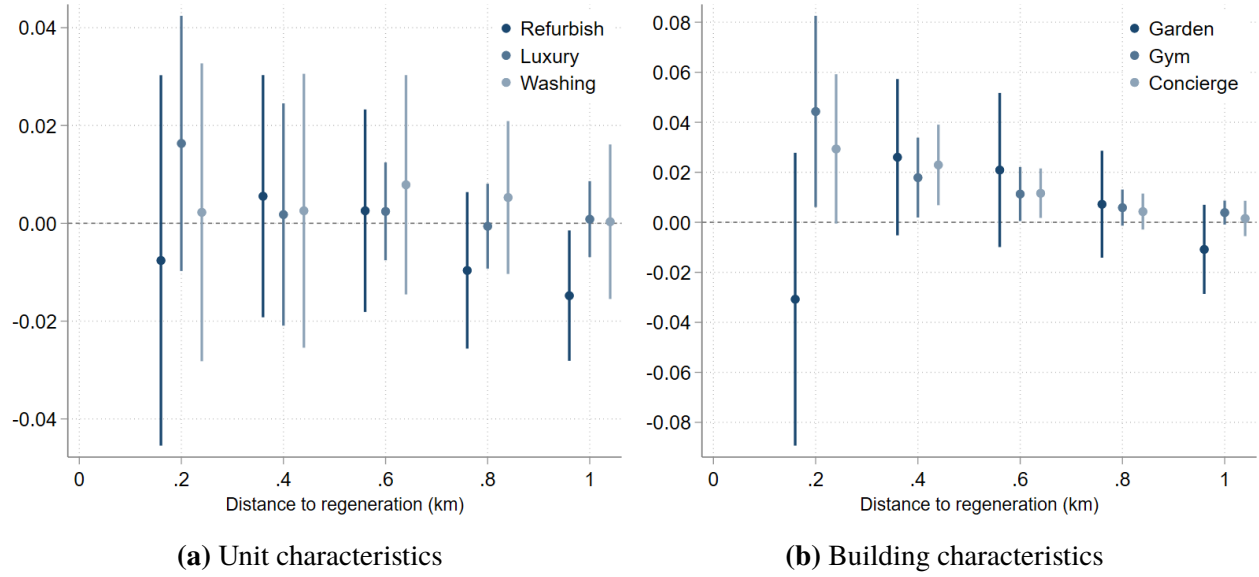 0.04
0.02
0.00
-0.02
-0.04
Refurbish
Luxury
Washing
0 .2 .4 .6 .8 1
Distance to regeneration (km)
(a) Unit characteristics
0.08
0.06
0.04
0.02
0.00
-0.02
-0.04
-0.06
-0.08
Garden
Gym
Concierge
0 .2 .4 .6 .8 1
Distance to regeneration (km)
(b) Building characteristics